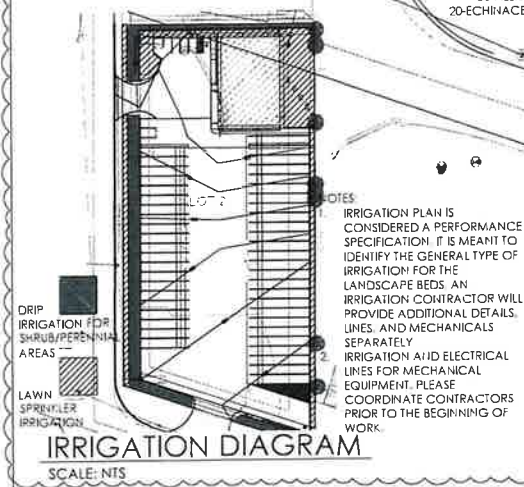 20-ECHINACE
LOT 2
NOTES:
1. IRRIGATION PLAN IS
CONSIDERED A PERFORMANCE
SPECIFICATION. IT IS MEANT TO
IDENTIFY THE GENERAL TYPE OF
IRRIGATION FOR THE
LANDSCAPE BEDS. AN
IRRIGATION CONTRACTOR WILL
PROVIDE ADDITIONAL DETAILS,
LINES, AND MECHANICALS
SEPARATELY
2. IRRIGATION AND ELECTRICAL
LINES FOR MECHANICAL
EQUIPMENT. PLEASE
COORDINATE CONTRACTORS
PRIOR TO THE BEGINNING OF
WORK.
DRIP
IRRIGATION FOR
SHRUB/PERENNIAL
AREAS
LAWN
SPRINKLER
IRRIGATION
IRRIGATION DIAGRAM
SCALE: NTS